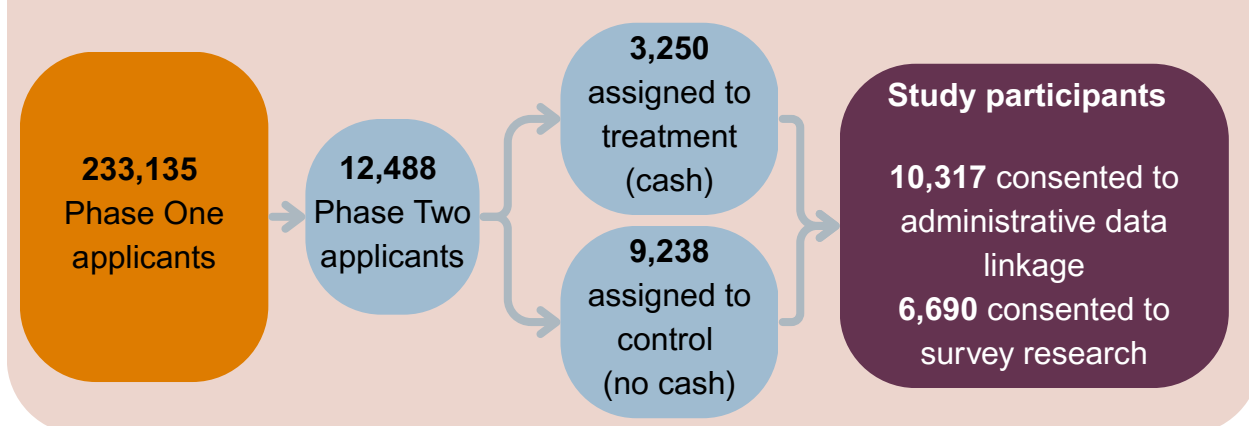 233,135
Phase One
applicants
12,488
Phase Two
applicants
3,250
assigned to
treatment
(cash)
9,238
assigned to
control
(no cash)
Study participants
10,317 consented to
administrative data
linkage
6,690 consented to
survey research